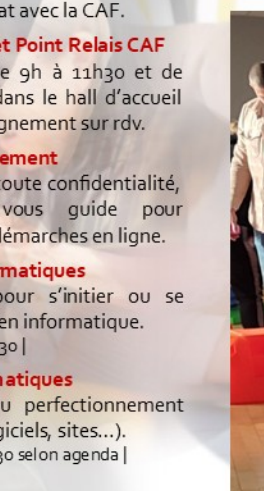 at avec la CAF.
et Point Relais CAF
e 9h à 11h30 et de
dans le hall d'accueil
gnement sur rdv.
ement
toute confidentialité,
vous guide pour
démarches en ligne.
rmatiques
pour s'initier ou se
en informatique.
30 |
matiques
u perfectionnement
giciels, sites...).
30 selon agenda |